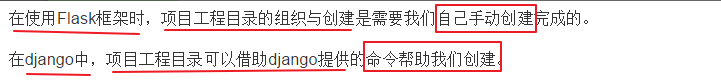 在使用Flask框架时，项目工程目录的组织与创建是需要我们自己手动创建完成的。
在django中，项目工程目录可以借助django提供的命令帮助我们创建。